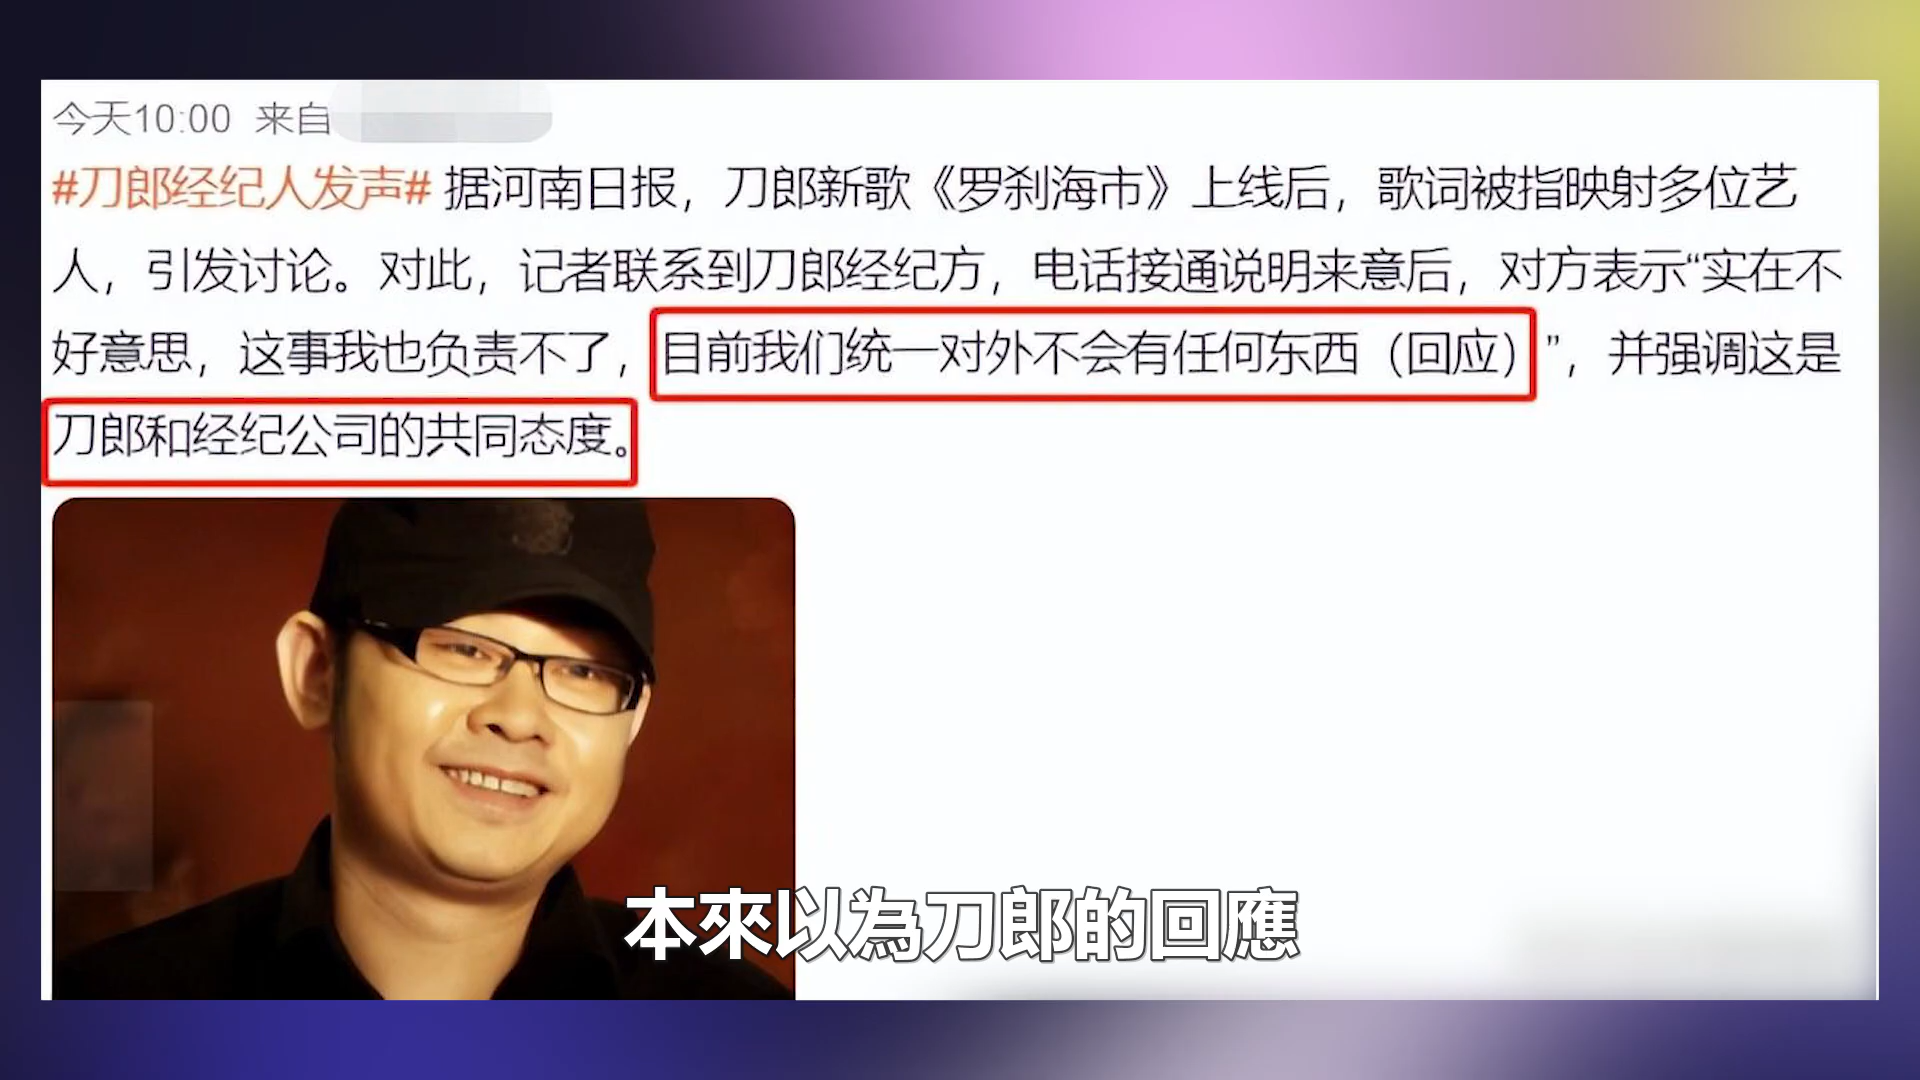 今天10:00 来自
#刀郎经纪人发声# 据河南日报，刀郎新歌《罗刹海市》上线后，歌词被指映射多位艺
人，引发讨论。对此，记者联系到刀郎经纪方，电话接通说明来意后，对方表示“实在不
好意思，这事我也负责不了，目前我们统一对外不会有任何东西（回应）”，并强调这是
刀郎和经纪公司的共同态度。
本來以為刀郎的回應